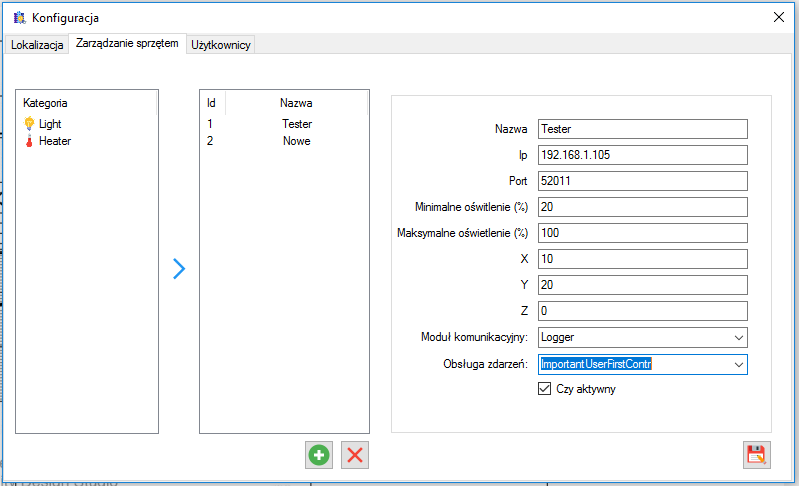 Konfiguracja
Lokalizacja Zarządzanie sprzętem Użytkownicy
Kategoria
Light
Heater
Id Nazwa
1 Tester
2 Nowe
Nazwa Tester
Ip 192.168.1.105
Port 52011
Minimalne oświtlenie (%) 20
Maksymalne oświetlenie (%) 100
X 10
Y 20
Z 0
Moduł komunikacyjny: Logger
Obsługa zdarzeń: ImportantUserFirstContr
Czy aktywny